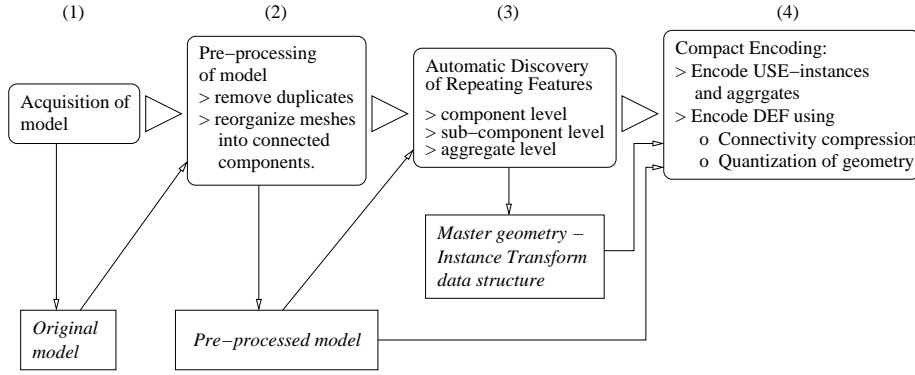 (1)
(2)
(3)
(4)
Acquisition of
model
Pre−processing
of model
> remove duplicates
> reorganize meshes
into connected
components.
Automatic Discovery
of Repeating Features
> component level
> sub−component level
> aggregate level
Compact Encoding:
> Encode USE−instances
and aggrgates
> Encode DEF using
o Connectivity compression
o Quantization of geometry
Master geometry −
Instance Transform
data structure
Original
model
Pre−processed model